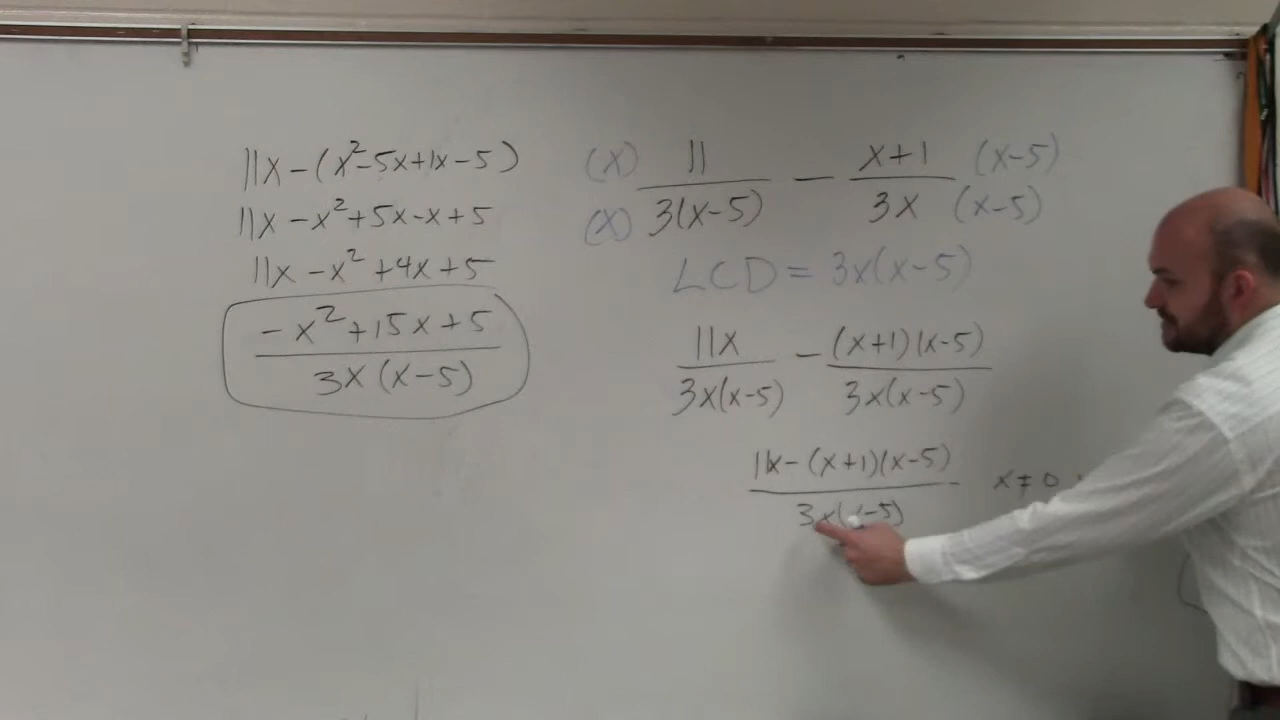 11x - (x² - 5x + 1x - 5)
11x - x² + 5x - x + 5
11x - x² + 4x + 5
-x² + 15x + 5
3x(x-5)
(x) 11 - x+1 (x-5)
(x) 3(x-5) 3x (x-5)
LCD = 3x(x-5)
11x - (x+1)(x-5)
3x(x-5) 3x(x-5)
11x - (x+1)(x-5) x ≠ 0
3x(x-5)